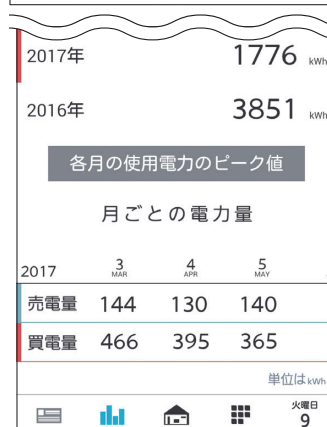 2017年 1776 kWh
2016年 3851 kWh
各月の使用電力のピーク値
月ごとの電力量
2017 3 MAR 4 APR 5 MAY
売電量 144 130 140
買電量 466 395 365
単位はkWh
火曜日
9